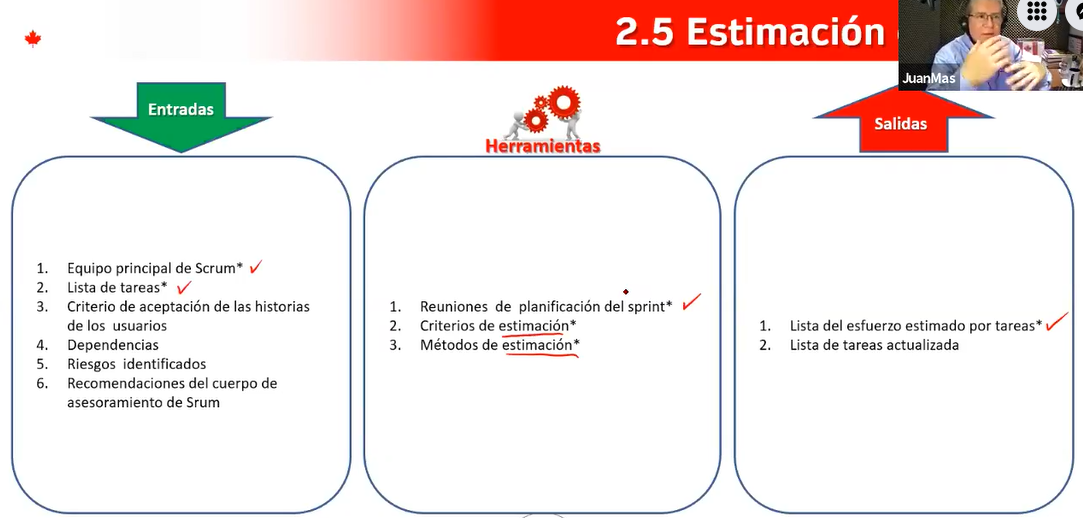 2.5 Estimación
JuanMas
Entradas
Herramientas
Salidas
1. Equipo principal de Scrum*
2. Lista de tareas*
3. Criterio de aceptación de las historias
de los usuarios
4. Dependencias
5. Riesgos identificados
6. Recomendaciones del cuerpo de
asesoramiento de Srum
1. Reuniones de planificación del sprint*
2. Criterios de estimación*
3. Métodos de estimación*
1. Lista del esfuerzo estimado por tareas*
2. Lista de tareas actualizada